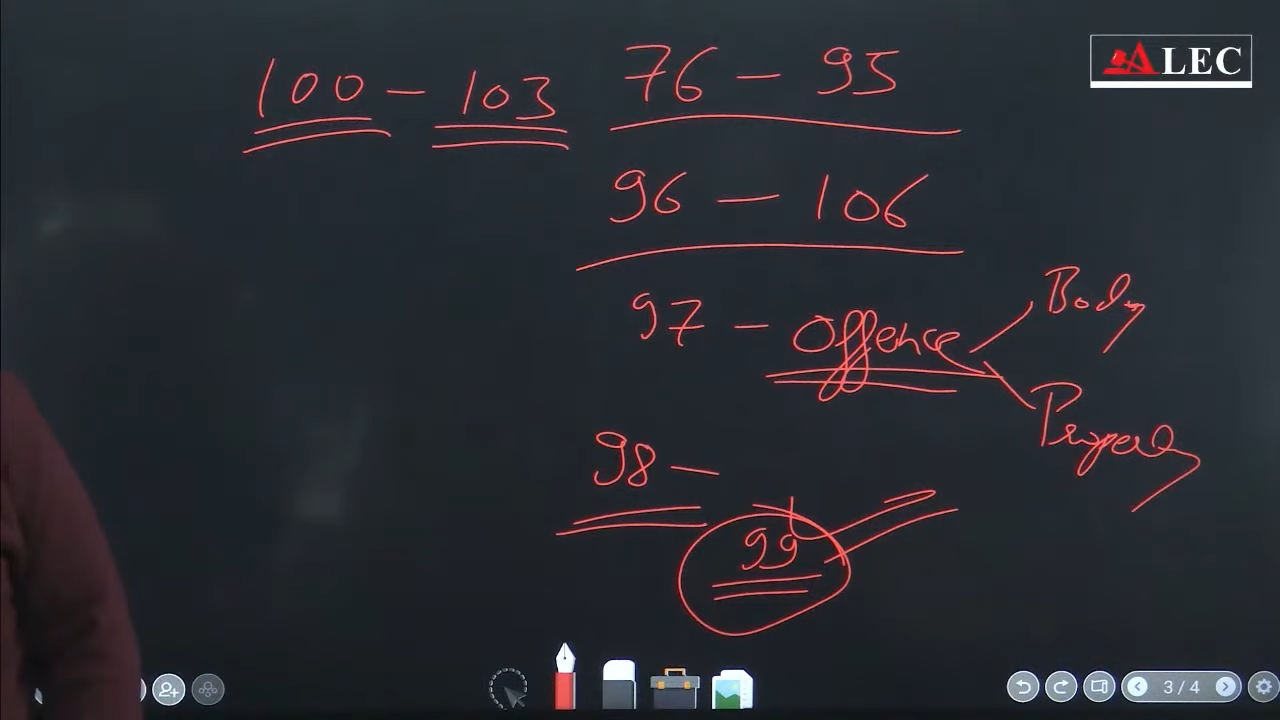 ALEC
100 - 103
76 - 95
96 - 106
97 - Offence
Body
Property
98 -
99
3 / 4